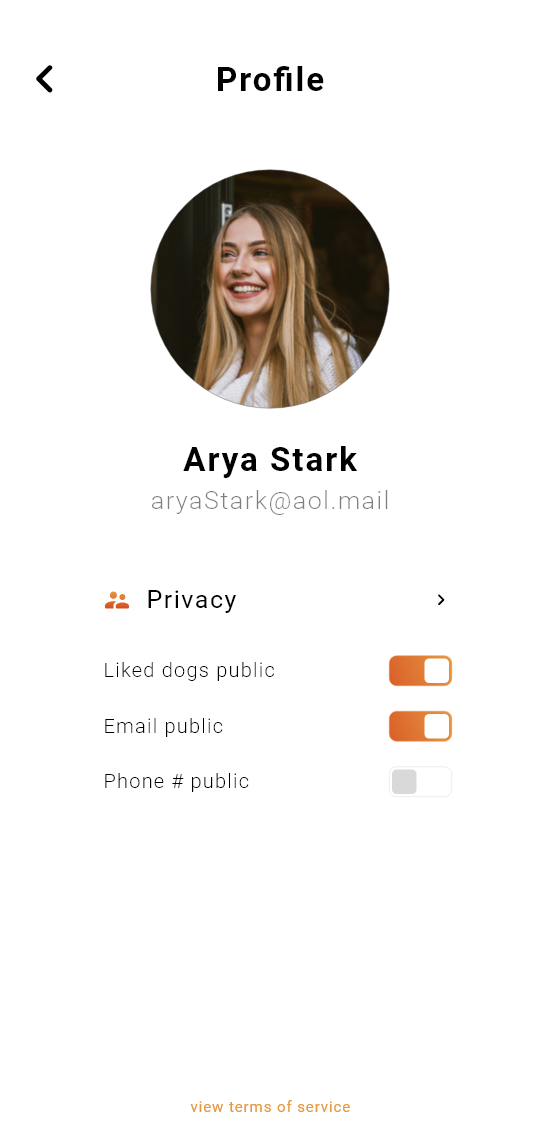 Profile
Arya Stark
aryaStark@aol.mail
Privacy
Liked dogs public
Email public
Phone # public
view terms of service